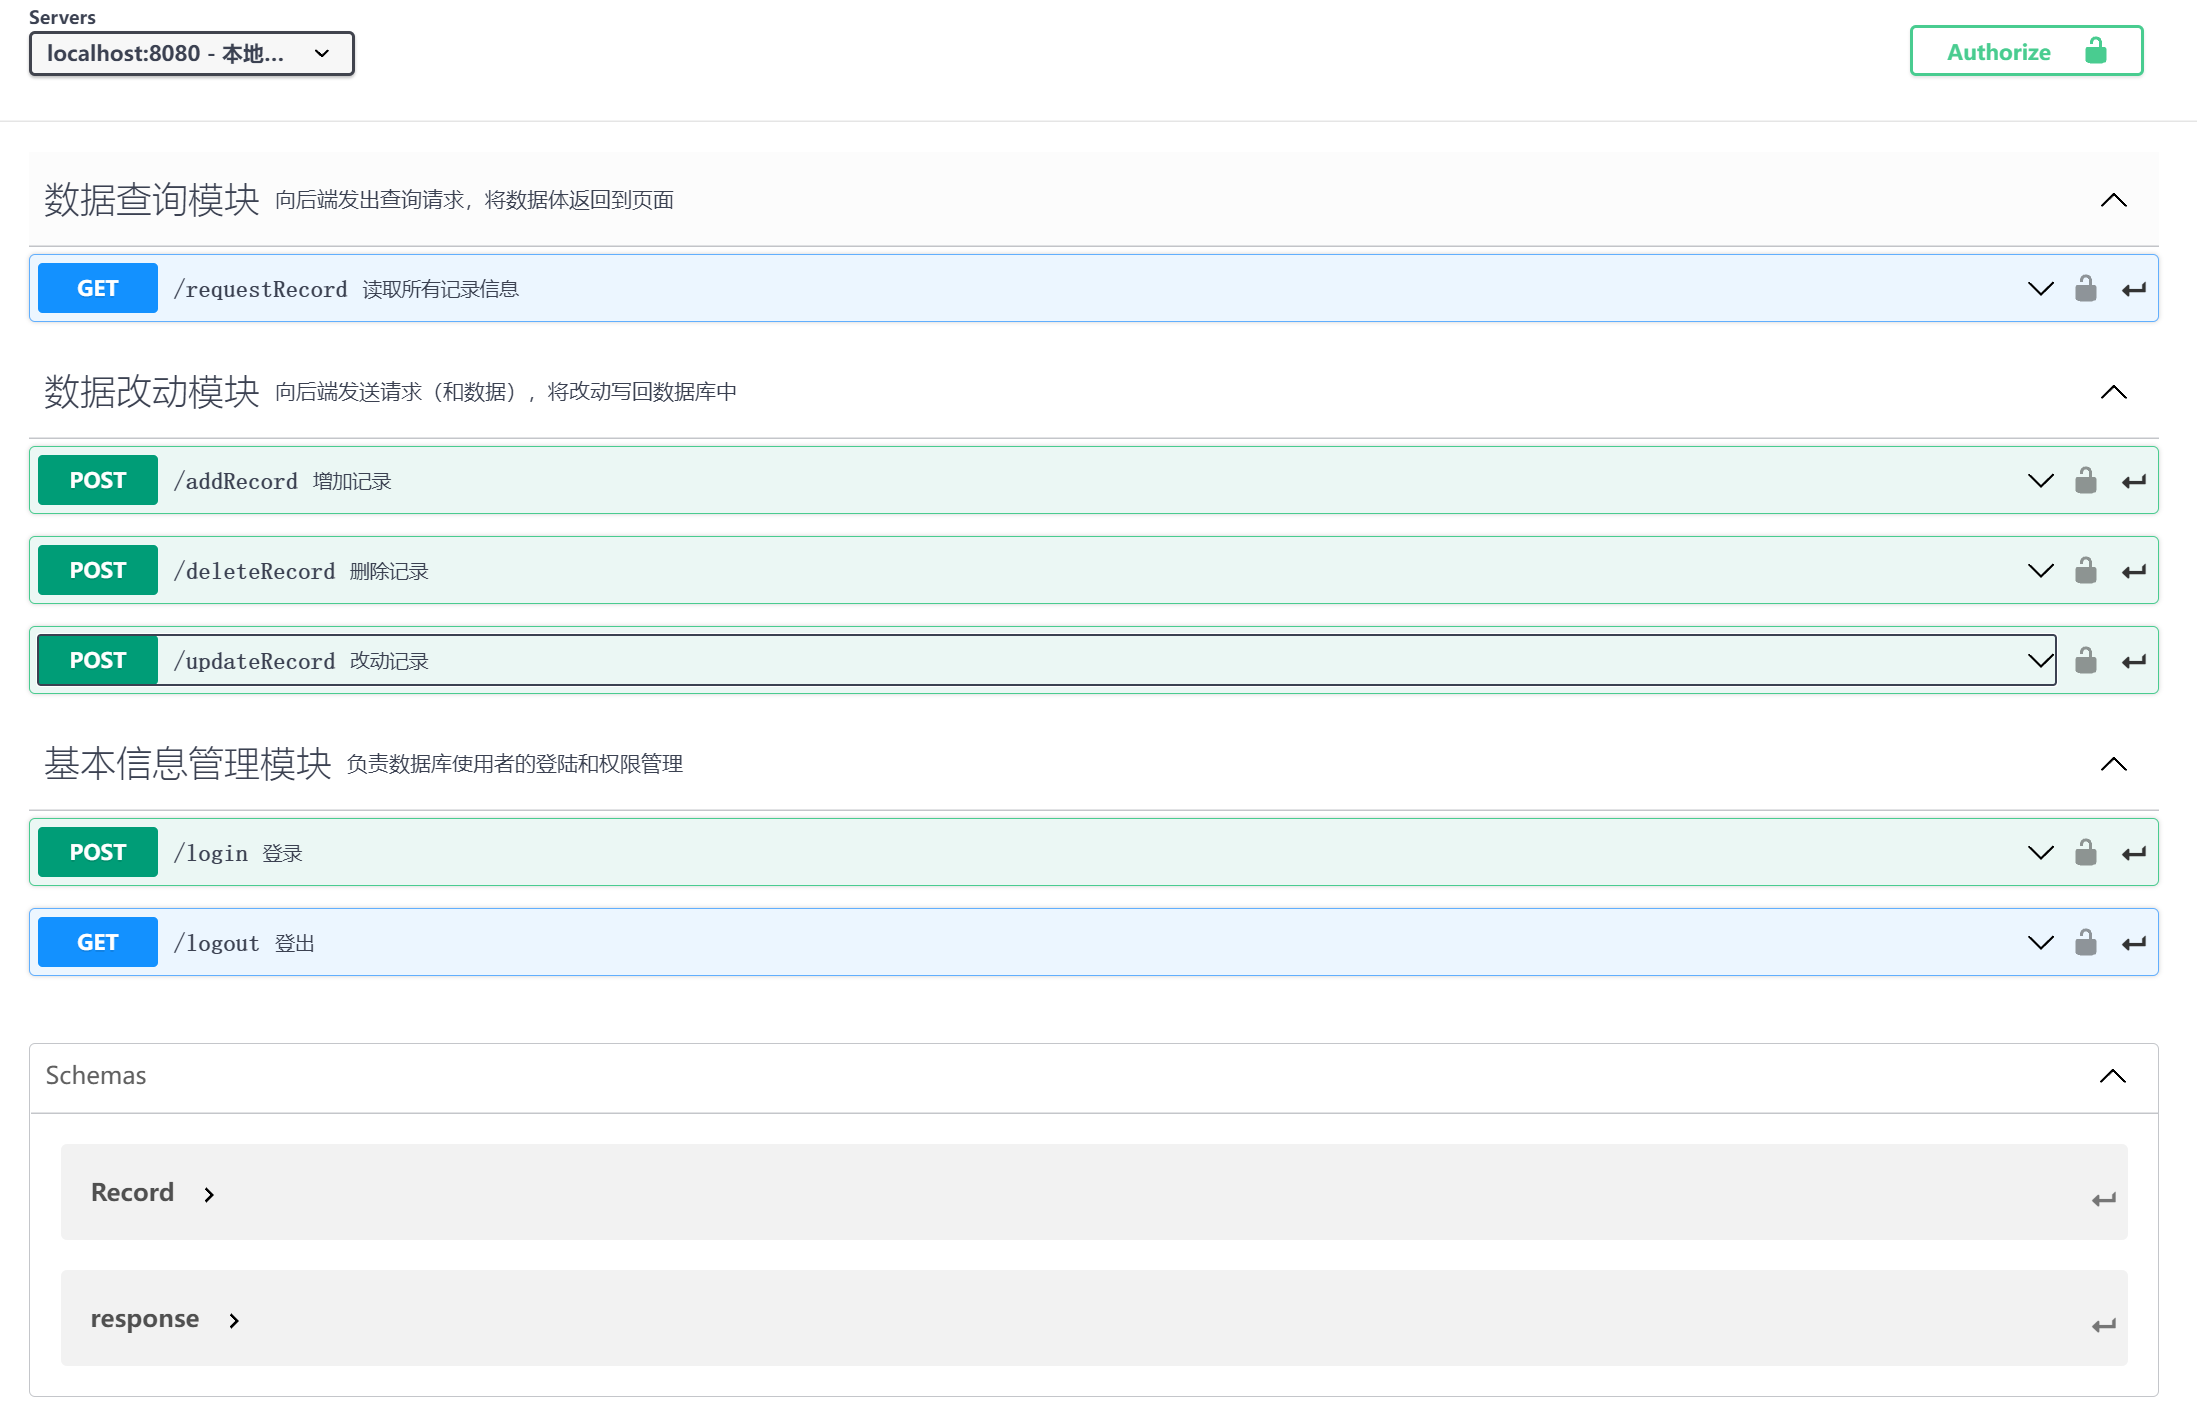 Servers
localhost:8080 - 本地...
Authorize
数据查询模块 向后端发出查询请求，将数据体返回到页面
GET /requestRecord 读取所有记录信息
数据改动模块 向后端发送请求（和数据），将改动写回数据库中
POST /addRecord 增加记录
POST /deleteRecord 删除记录
POST /updateRecord 改动记录
基本信息管理模块 负责数据库使用者的登陆和权限管理
POST /login 登录
GET /logout 登出
Schemas
Record
response